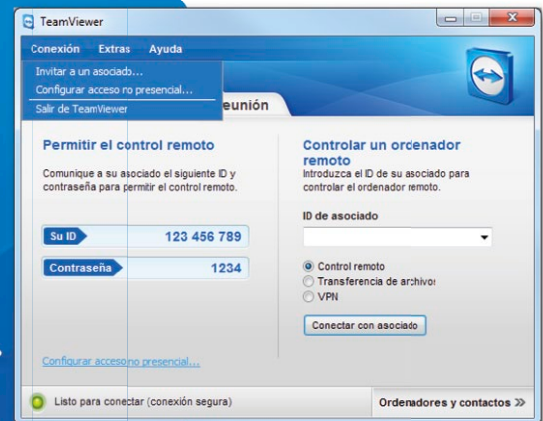 TeamViewer
Conexión Extras Ayuda
Invitar a un asociado...
Configurar acceso no presencial...
Salir de TeamViewer
eunión
Permitir el control remoto
Comunique a su asociado el siguiente ID y
contraseña para permitir el control remoto.
Su ID 123 456 789
Contraseña 1234
Configurar acceso no presencial...
Controlar un ordenador
remoto
Introduzca el ID de su asociado para
controlar el ordenador remoto.
ID de asociado
Control remoto
Transferencia de archivos
VPN
Conectar con asociado
Listo para conectar (conexión segura)
Ordenadores y contactos >>